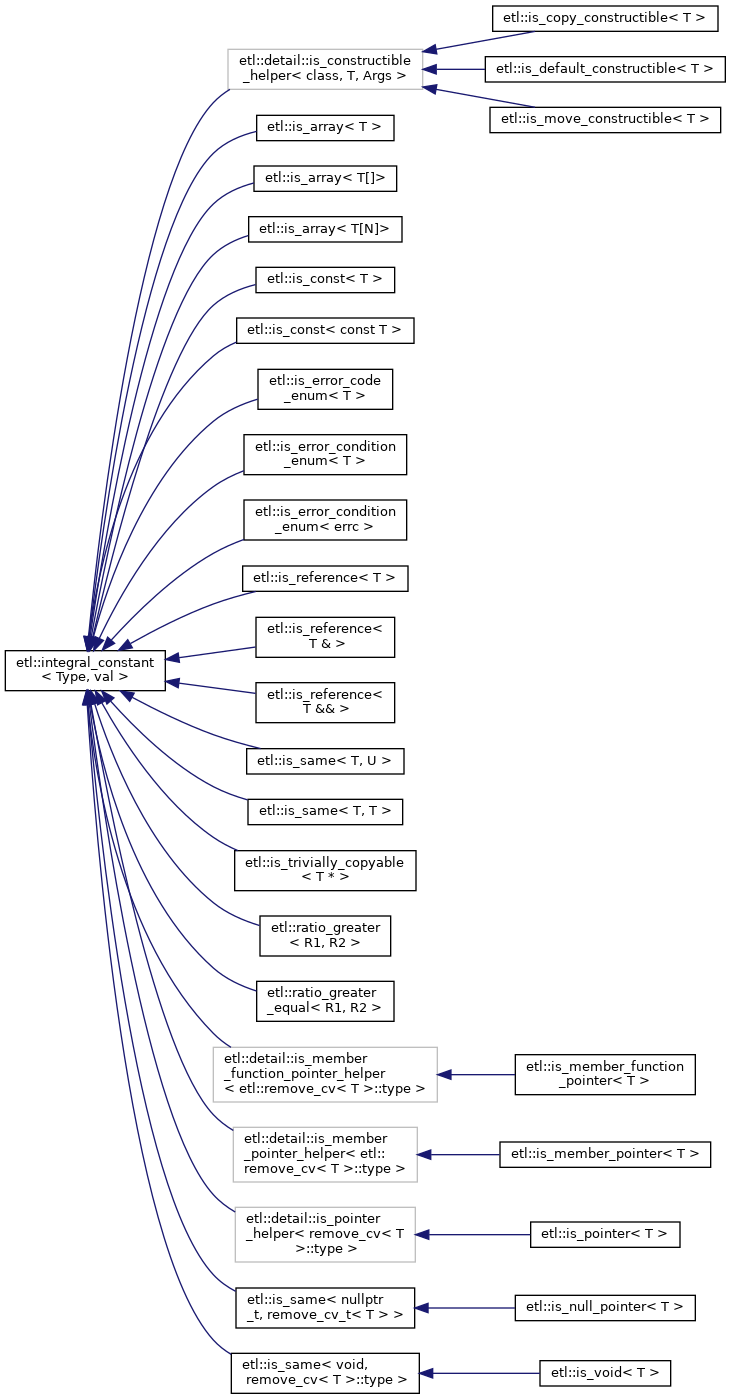 etl::is_copy_constructible< T >
etl::detail::is_constructible
_helper< class, T, Args >
etl::is_default_constructible< T >
etl::is_move_constructible< T >
etl::is_array< T >
etl::is_array< T[]>
etl::is_array< T[N]>
etl::is_const< T >
etl::is_const< const T >
etl::is_error_code
_enum< T >
etl::is_error_condition
_enum< T >
etl::is_error_condition
_enum< errc >
etl::is_reference< T >
etl::is_reference<
T & >
etl::integral_constant
< Type, val >
etl::is_reference<
T && >
etl::is_same< T, U >
etl::is_same< T, T >
etl::is_trivially_copyable
< T * >
etl::ratio_greater
< R1, R2 >
etl::ratio_greater
_equal< R1, R2 >
etl::detail::is_member
_function_pointer_helper
< etl::remove_cv< T >::type >
etl::is_member_function
_pointer< T >
etl::detail::is_member
_pointer_helper< etl::
remove_cv< T >::type >
etl::is_member_pointer< T >
etl::detail::is_pointer
_helper< remove_cv< T
>::type >
etl::is_pointer< T >
etl::is_same< nullptr
_t, remove_cv_t< T > >
etl::is_null_pointer< T >
etl::is_same< void,
remove_cv< T >::type >
etl::is_void< T >